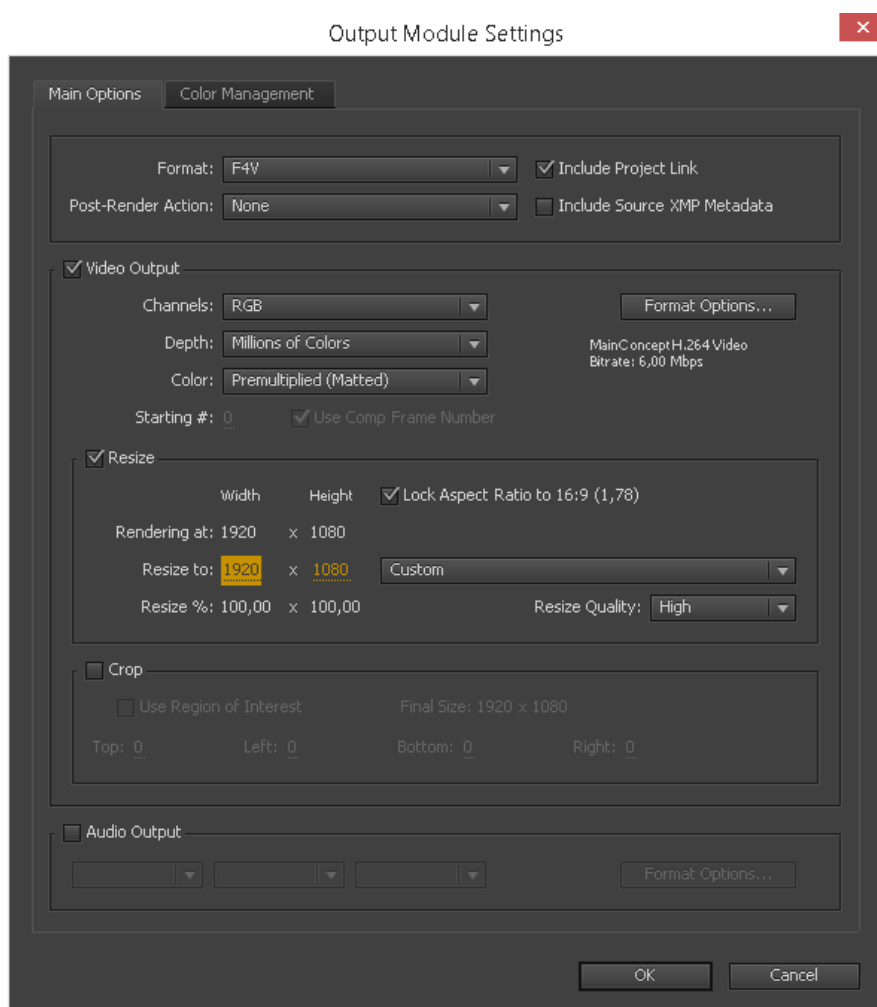 Output Module Settings
Main Options Color Management
Format: F4V Include Project Link
Post-Render Action: None Include Source XMP Metadata
Video Output
Channels: RGB Format Options...
Depth: Millions of Colors MainConcept H.264 Video
Bitrate: 6,00 Mbps
Color: Premultiplied (Matted)
Starting #: 0 Use Comp Frame Number
Resize
Width Height Lock Aspect Ratio to 16:9 (1,78)
Rendering at: 1920 x 1080
Resize to: 1920 x 1080 Custom
Resize %: 100,00 x 100,00 Resize Quality: High
Crop
Use Region of Interest Final Size: 1920 x 1080
Top: 0 Left: 0 Bottom: 0 Right: 0
Audio Output
Format Options...
OK Cancel